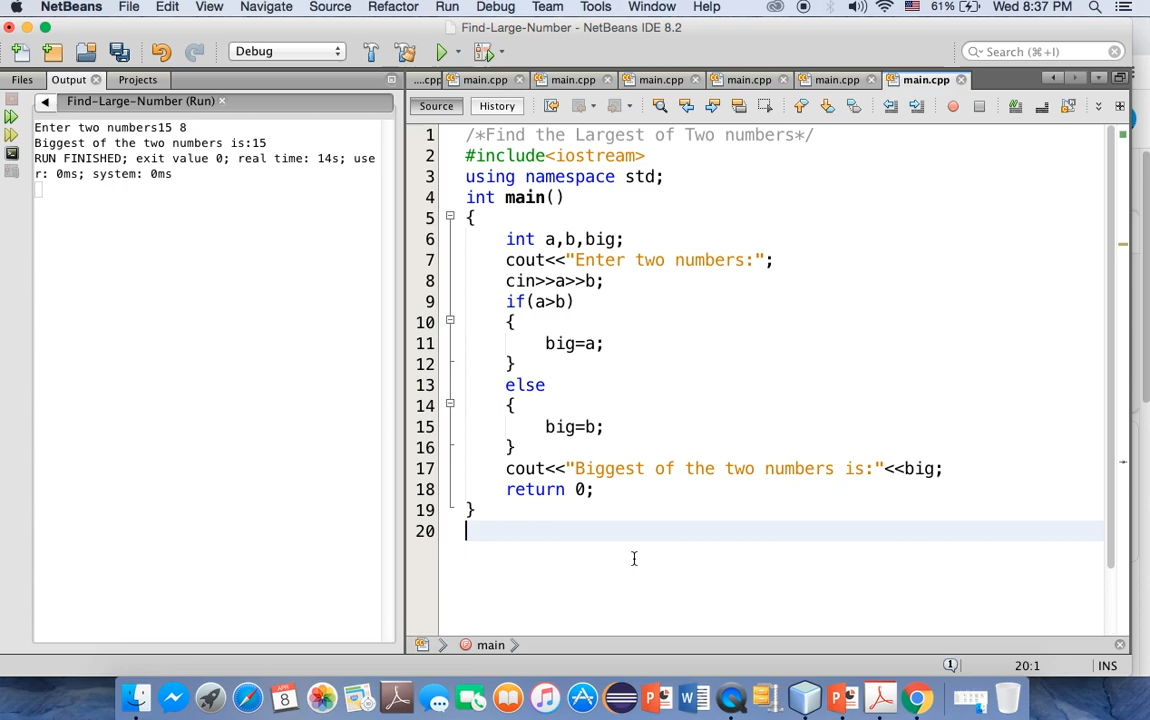 NetBeans File Edit View Navigate Source Refactor Run Debug Team Tools Window Help 61% Wed 8:37 PM
Find-Large-Number - NetBeans IDE 8.2
Debug Search (⌘+I)
Files Output Projects ....cpp main.cpp main.cpp main.cpp main.cpp main.cpp main.cpp
Find-Large-Number (Run) Source History
Enter two numbers15 8
Biggest of the two numbers is:15
RUN FINISHED; exit value 0; real time: 14s; use
r: 0ms; system: 0ms
1 /*Find the Largest of Two numbers*/
2 #include<iostream>
3 using namespace std;
4 int main()
5 {
6 int a,b,big;
7 cout<<"Enter two numbers:";
8 cin>>a>>b;
9 if(a>b)
10 {
11 big=a;
12 }
13 else
14 {
15 big=b;
16 }
17 cout<<"Biggest of the two numbers is:"<<big;
18 return 0;
19 }
20
main
1 20:1 INS
APR
8